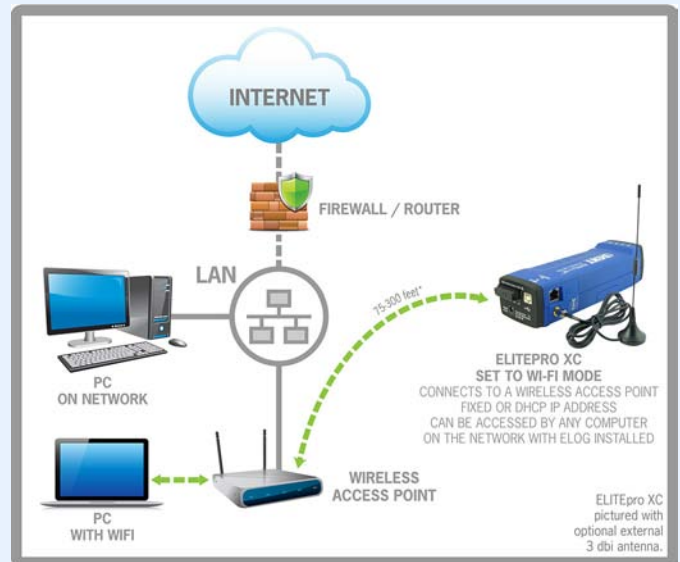 INTERNET
FIREWALL / ROUTER
LAN
75-300 feet*
PC
ON NETWORK
ELITEPRO XC
SET TO WI-FI MODE
CONNECTS TO A WIRELESS ACCESS POINT
FIXED OR DHCP IP ADDRESS
CAN BE ACCESSED BY ANY COMPUTER
ON THE NETWORK WITH ELOG INSTALLED
WIRELESS
ACCESS POINT
PC
WITH WIFI
ELITEpro XC
pictured with
optional external
3 dbi antenna.